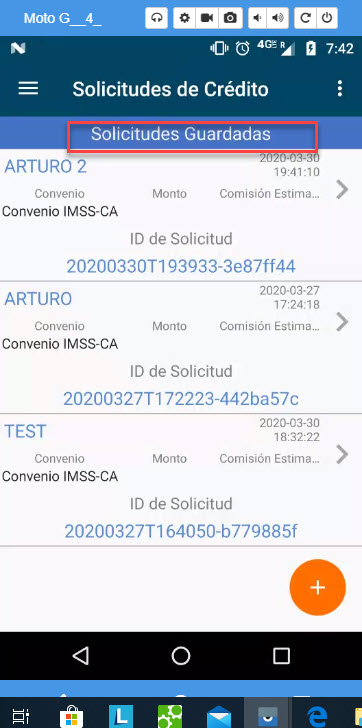 Moto G__4_
4G R 7:42
Solicitudes de Crédito
Solicitudes Guardadas
ARTURO 2
2020-03-30
19:41:10
Convenio Monto Comisión Estima...
Convenio IMSS-CA
ID de Solicitud
20200330T193933-3e87ff44
ARTURO
2020-03-27
17:24:18
Convenio Monto Comisión Estima...
Convenio IMSS-CA
ID de Solicitud
20200327T172223-442ba57c
TEST
2020-03-30
18:32:22
Convenio Monto Comisión Estima...
Convenio IMSS-CA
ID de Solicitud
20200327T164050-b779885f
+